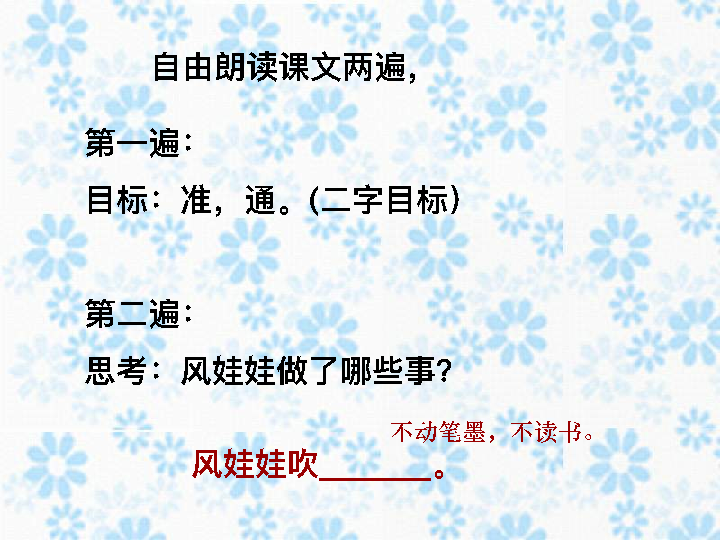 自由朗读课文两遍，
第一遍：
目标：准，通。(二字目标）
第二遍：
思考：风娃娃做了哪些事？
不动笔墨，不读书。
风娃娃吹_______。